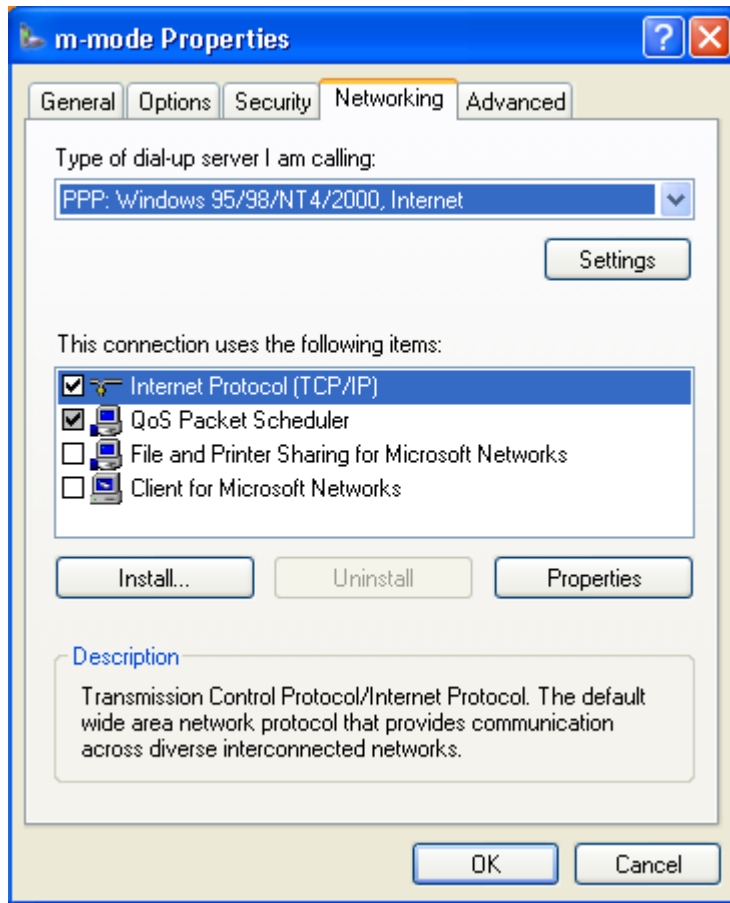 m-mode Properties
General Options Security Networking Advanced
Type of dial-up server I am calling:
PPP: Windows 95/98/NT4/2000, Internet
Settings
This connection uses the following items:
Internet Protocol (TCP/IP)
QoS Packet Scheduler
File and Printer Sharing for Microsoft Networks
Client for Microsoft Networks
Install... Uninstall Properties
Description
Transmission Control Protocol/Internet Protocol. The default
wide area network protocol that provides communication
across diverse interconnected networks.
OK Cancel